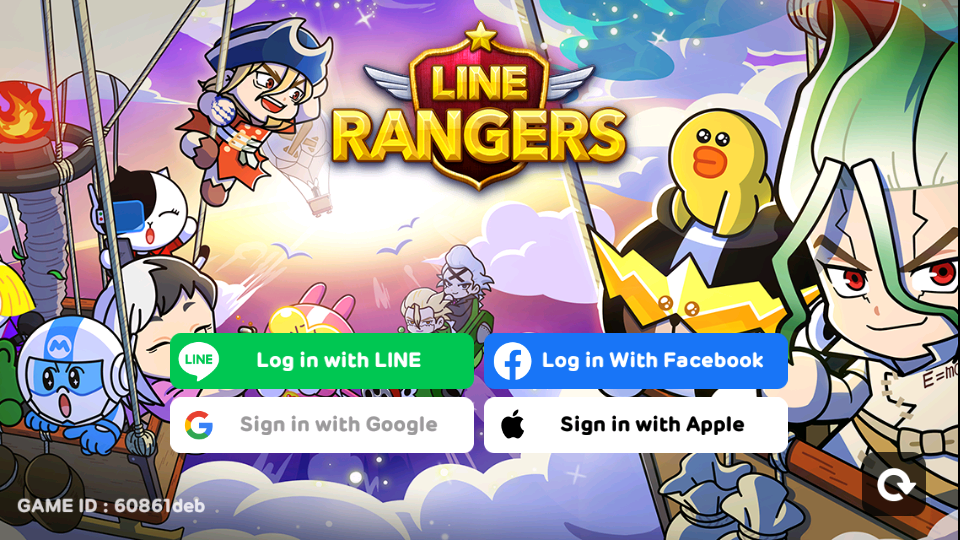 LINE
RANGERS
LINE Log in with LINE
Log in With Facebook
Sign in with Google
Sign in with Apple
E=m
GAME ID : 60861deb